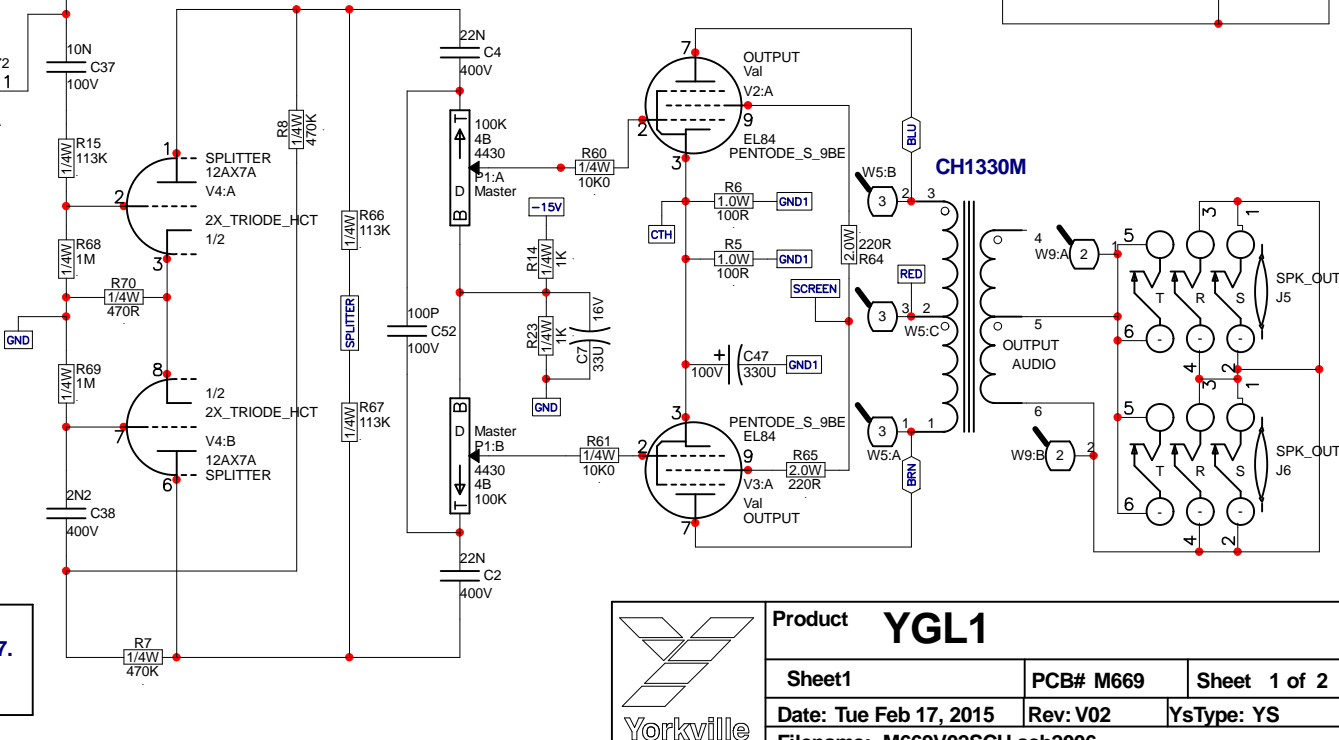 10N
C37
100V
1
R15
1/4W
113K
R68
1/4W
1M
R70
1/4W
470R
GND
R69
1/4W
1M
2N2
C38
400V
R7
1/4W
470K
1
2
3
SPLITTER
12AX7A
V4:A
2X_TRIODE_HCT
1/2
8
7
6
1/2
2X_TRIODE_HCT
V4:B
12AX7A
SPLITTER
R8
1/4W
470K
R66
1/4W
113K
SPLITTER
R67
1/4W
113K
22N
C4
400V
T
D
B
100K
4B
4430
P1:A
Master
100P
C52
100V
-15V
R14
1/4W
1K
R23
1/4W
1K
16V
C7
33U
GND
B
D
T
Master
P1:B
4430
4B
100K
22N
C2
400V
R60
1/4W
10K0
R61
1/4W
10K0
7
2
3
9
OUTPUT
Val
V2:A
EL84
PENTODE_S_9BE
R6
1.0W
100R
GND1
CTH
R5
1.0W
100R
GND1
SCREEN
2.0W
220R
R64
+
C47
100V
330U
GND1
3
2
9
7
PENTODE_S_9BE
EL84
V3:A
Val
OUTPUT
R65
2.0W
220R
BLU
W5:B
3
2
3
RED
3
3
2
W5:C
3
1
1
W5:A
BRN
CH1330M
4
5
OUTPUT
AUDIO
6
W9:A
2
1
W9:B
2
2
5
3
1
T
R
S
6
4
2
-
-
-
SPK_OUT
J5
5
3
1
T
R
S
6
4
2
-
-
-
SPK_OUT
J6
7.
Yorkville
Product YGL1
Sheet1
PCB# M669
Sheet 1 of 2
Date: Tue Feb 17, 2015
Rev: V02
YsType: YS